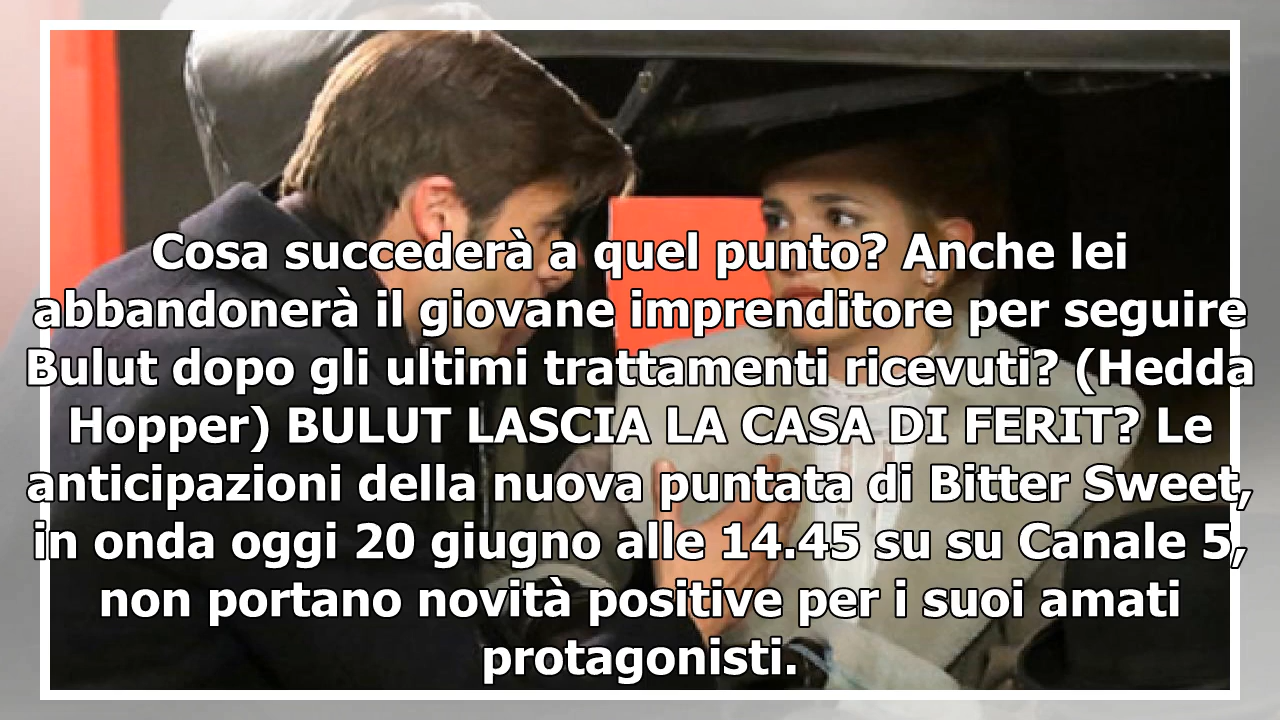 Cosa succederà a quel punto? Anche lei
abbandonerà il giovane imprenditore per seguire
Bulut dopo gli ultimi trattamenti ricevuti? (Hedda
Hopper) BULUT LASCIA LA CASA DI FERIT? Le
anticipazioni della nuova puntata di Bitter Sweet,
in onda oggi 20 giugno alle 14.45 su su Canale 5,
non portano novità positive per i suoi amati
protagonisti.